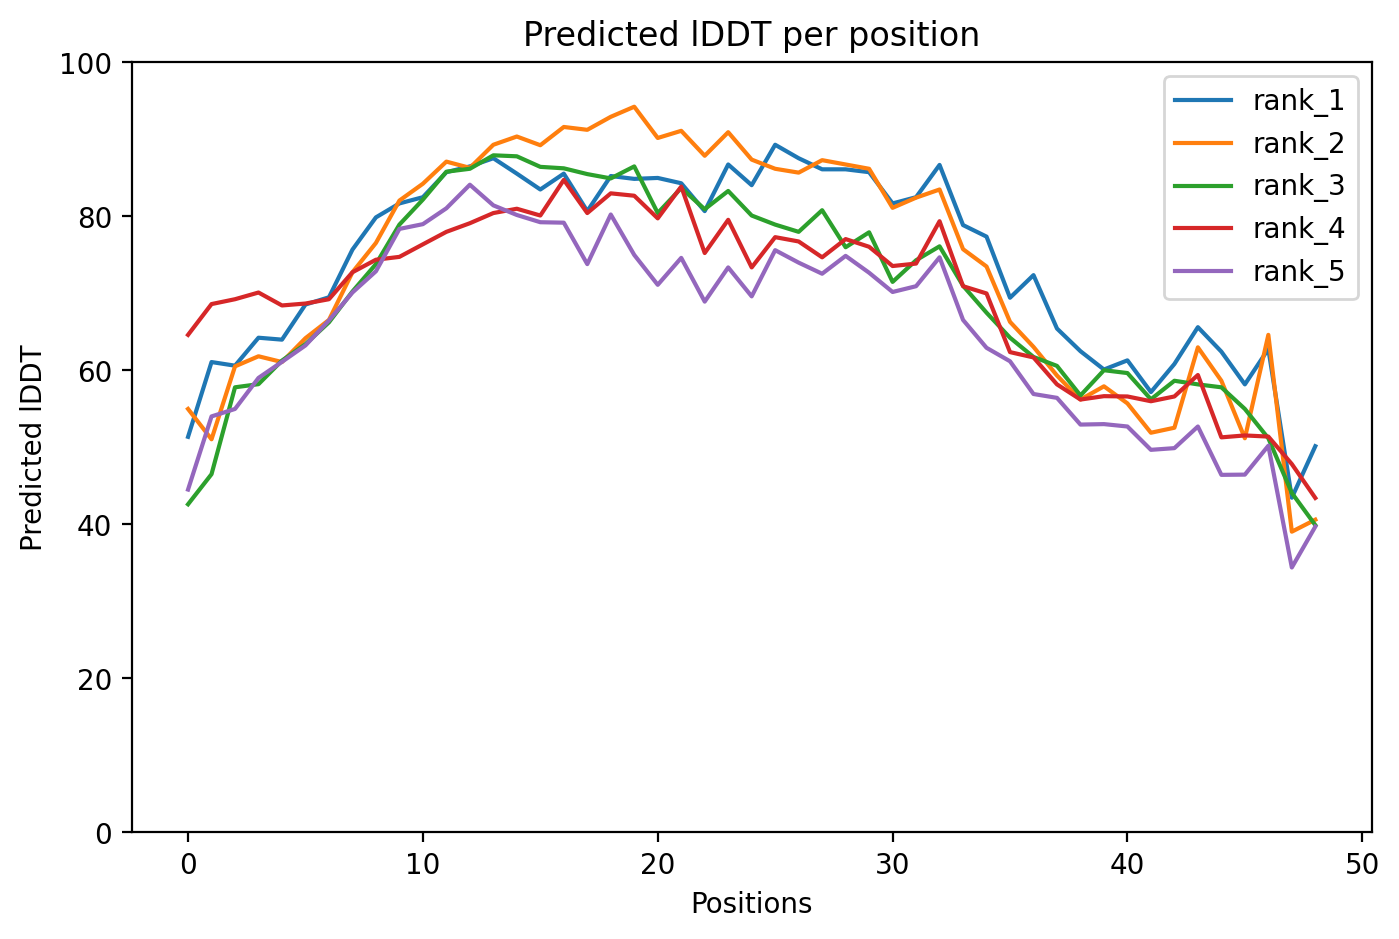 Predicted lDDT per position
100
80
60
40
20
0
Predicted lDDT
rank_1
rank_2
rank_3
rank_4
rank_5
0 10 20 30 40 50
Positions